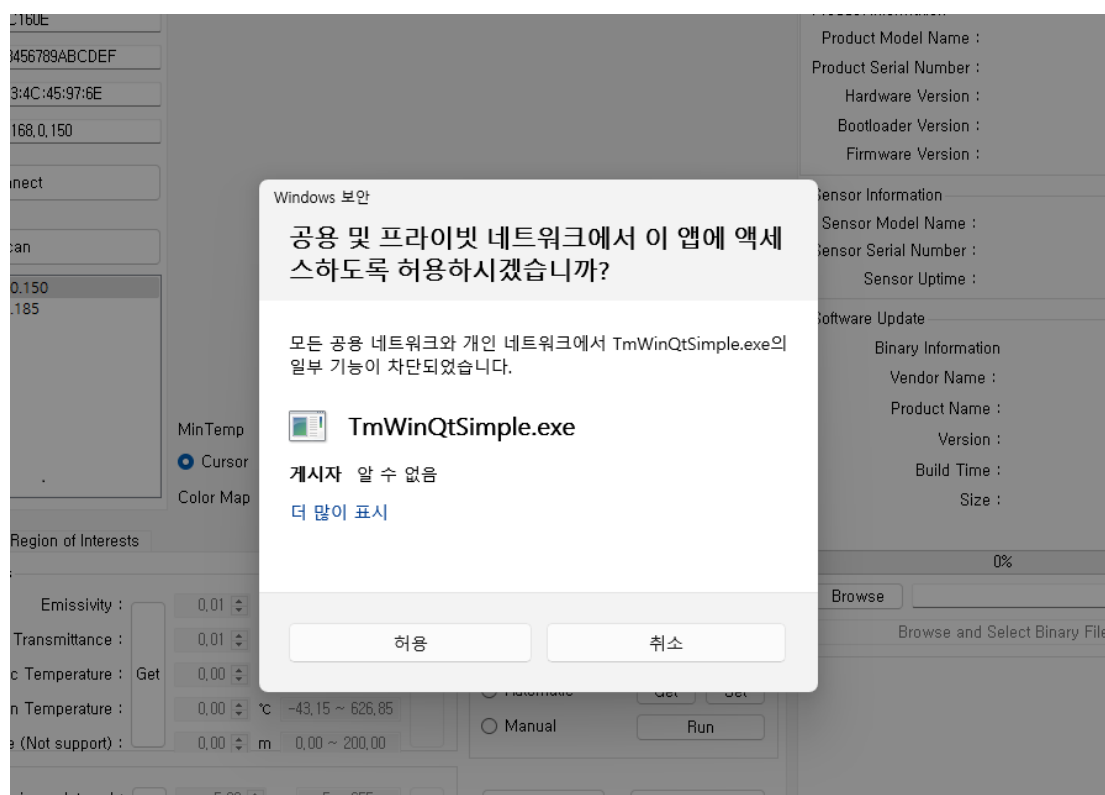 C160E
3456789ABCDEF
3:4C:45:97:6E
168,0,150
nnect
can
0.150
.185
MinTemp
Cursor
Color Map
Region of Interests
Emissivity :
0,01
Transmittance :
0,01
c Temperature :
Get
0,00
n Temperature :
0,00
℃
-43,15 ~ 626,85
e (Not support) :
0,00
m
0,00 ~ 200,00
Windows 보안
공용 및 프라이빗 네트워크에서 이 앱에 액세
스하도록 허용하시겠습니까?
모든 공용 네트워크와 개인 네트워크에서 TmWinQtSimple.exe의
일부 기능이 차단되었습니다.
TmWinQtSimple.exe
게시자 알 수 없음
더 많이 표시
허용
취소
Automatic
Get
Set
Manual
Run
Product Model Name :
Product Serial Number :
Hardware Version :
Bootloader Version :
Firmware Version :
Sensor Information
Sensor Model Name :
Sensor Serial Number :
Sensor Uptime :
Software Update
Binary Information
Vendor Name :
Product Name :
Version :
Build Time :
Size :
0%
Browse
Browse and Select Binary File